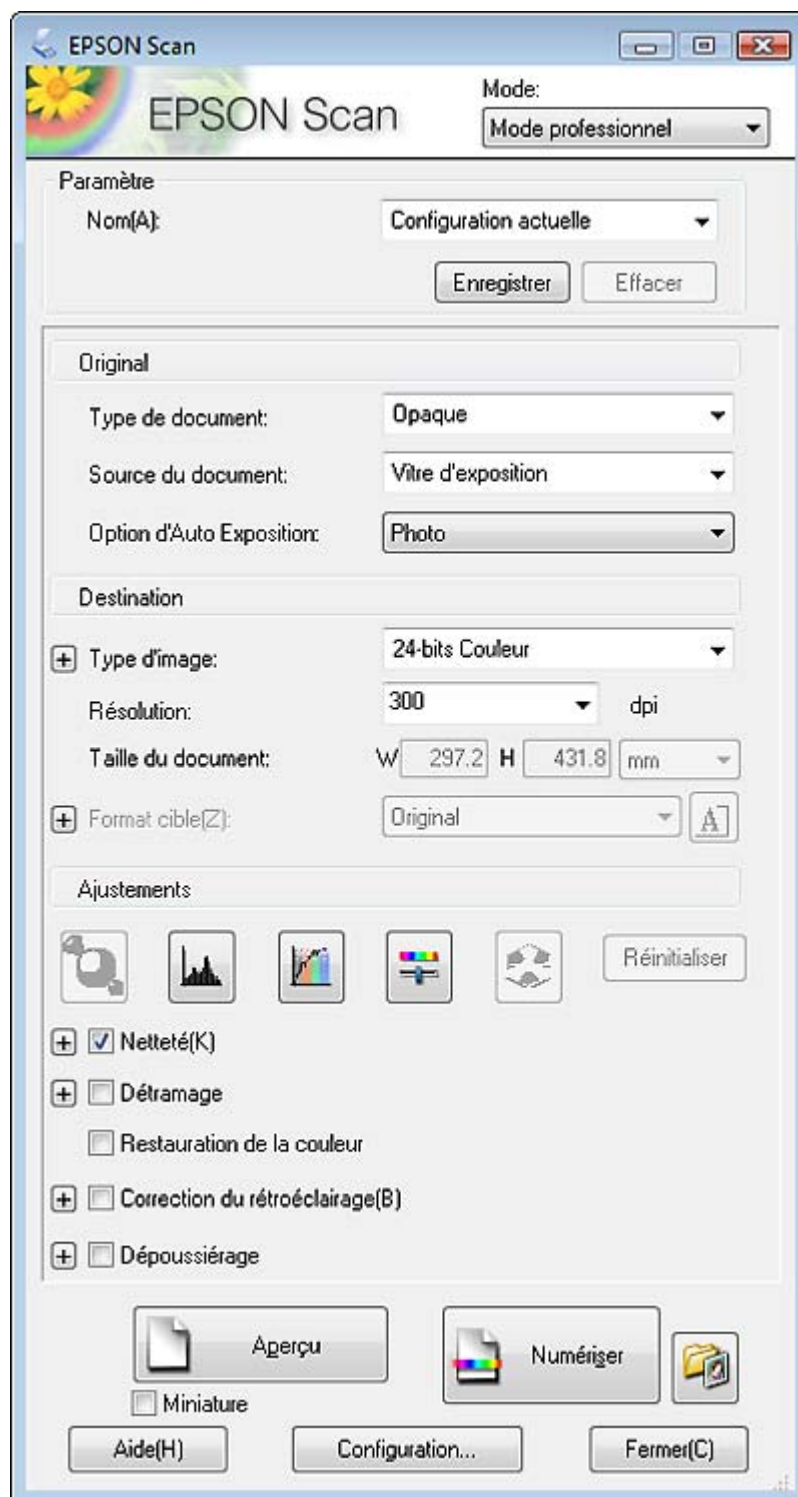 EPSON Scan
EPSON Scan
Mode:
Mode professionnel
Paramètre
Nom(A): Configuration actuelle
Enregistrer Effacer
Original
Type de document: Opaque
Source du document: Vitre d'exposition
Option d'Auto Exposition: Photo
Destination
Type d'image: 24-bits Couleur
Résolution: 300 dpi
Taille du document: W 297.2 H 431.8 mm
Format cible(Z): Original A
Ajustements
Réinitialiser
Netteté(K)
Détramage
Restauration de la couleur
Correction du rétroéclairage(B)
Dépoussiérage
Aperçu Numériser
Miniature
Aide(H) Configuration... Fermer(C)